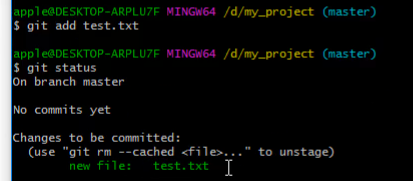 apple@DESKTOP-ARPLU7F MINGW64 /d/my_project (master)
$ git add test.txt
apple@DESKTOP-ARPLU7F MINGW64 /d/my_project (master)
$ git status
On branch master
No commits yet
Changes to be committed:
(use "git rm --cached <file>..." to unstage)
new file: test.txt